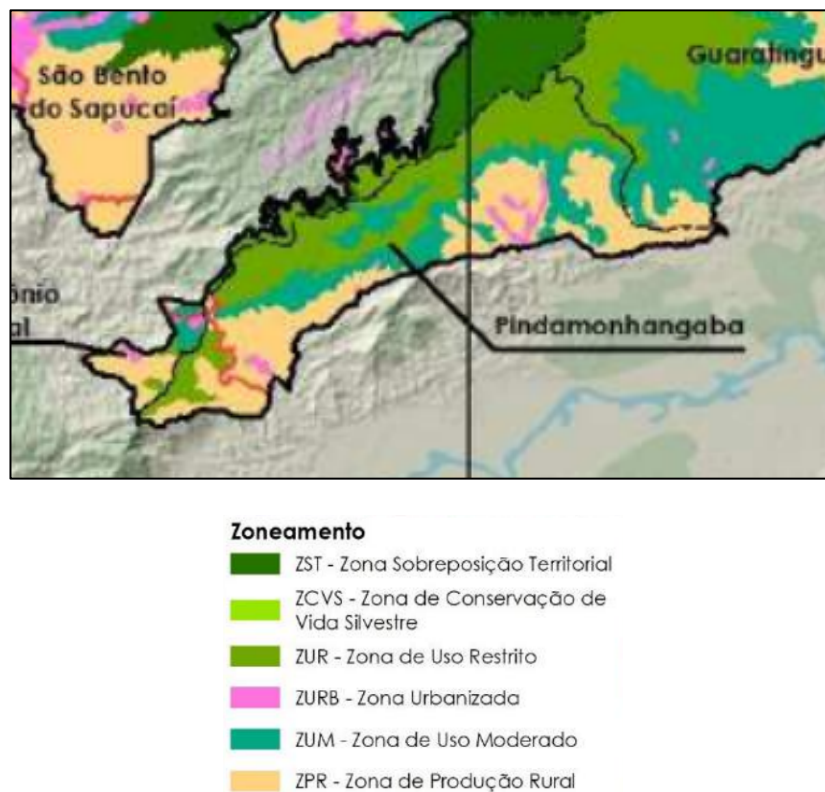 Guaratingu
São Bento
do Sapucaí
ônio
al
Pindamonhangaba
Zoneamento
ZST - Zona Sobreposição Territorial
ZCVS - Zona de Conservação de
Vida Silvestre
ZUR - Zona de Uso Restrito
ZURB - Zona Urbanizada
ZUM - Zona de Uso Moderado
ZPR - Zona de Produção Rural